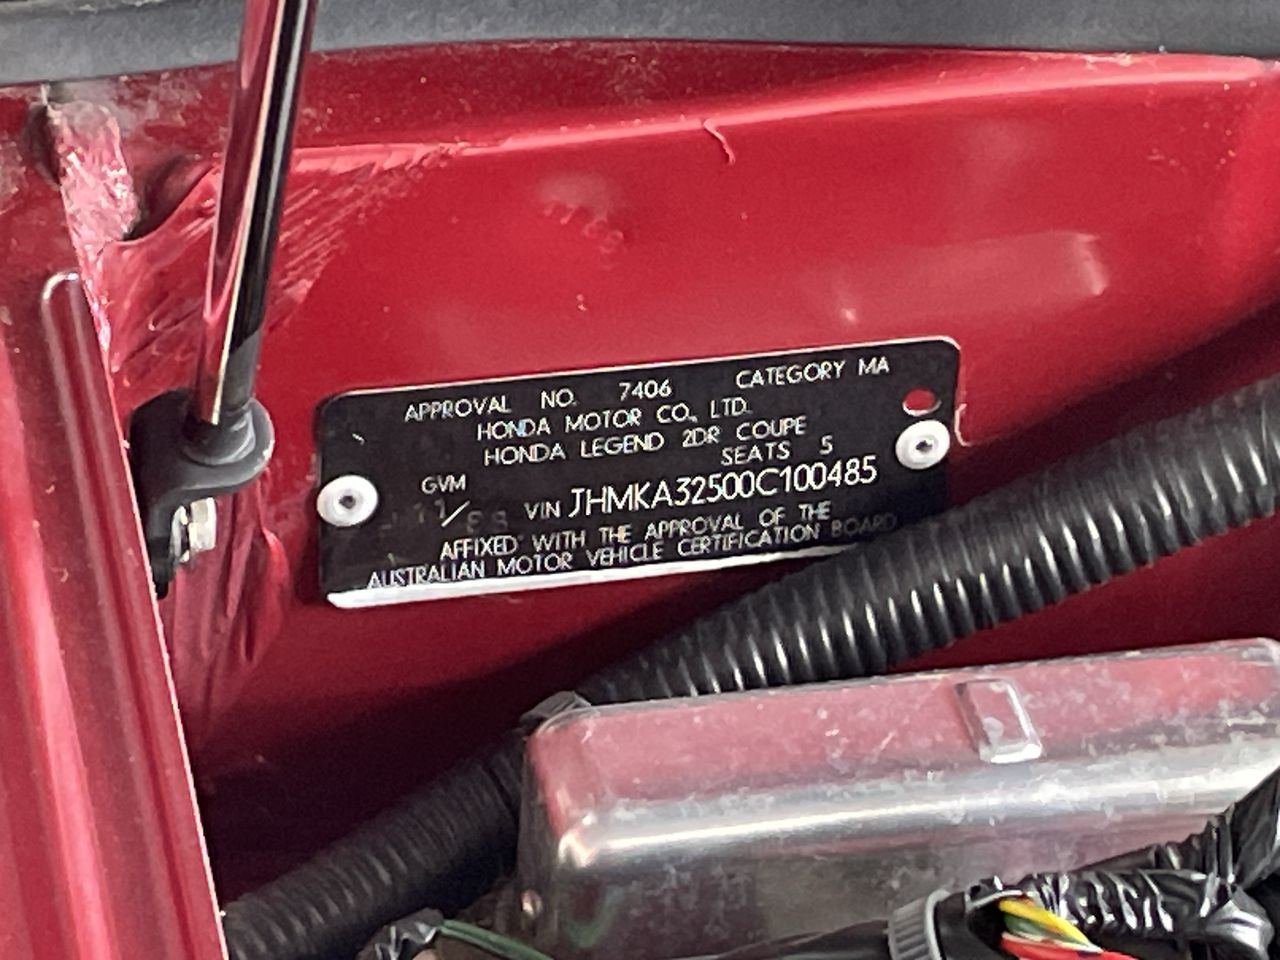 APPROVAL NO. 7406 CATEGORY MA
HONDA MOTOR CO., LTD.
HONDA LEGEND 2DR COUPE
SEATS 5
GVM
VIN JHMKA32500C100485
AFFIXED WITH THE APPROVAL OF THE
AUSTRALIAN MOTOR VEHICLE CERTIFICATION BOARD